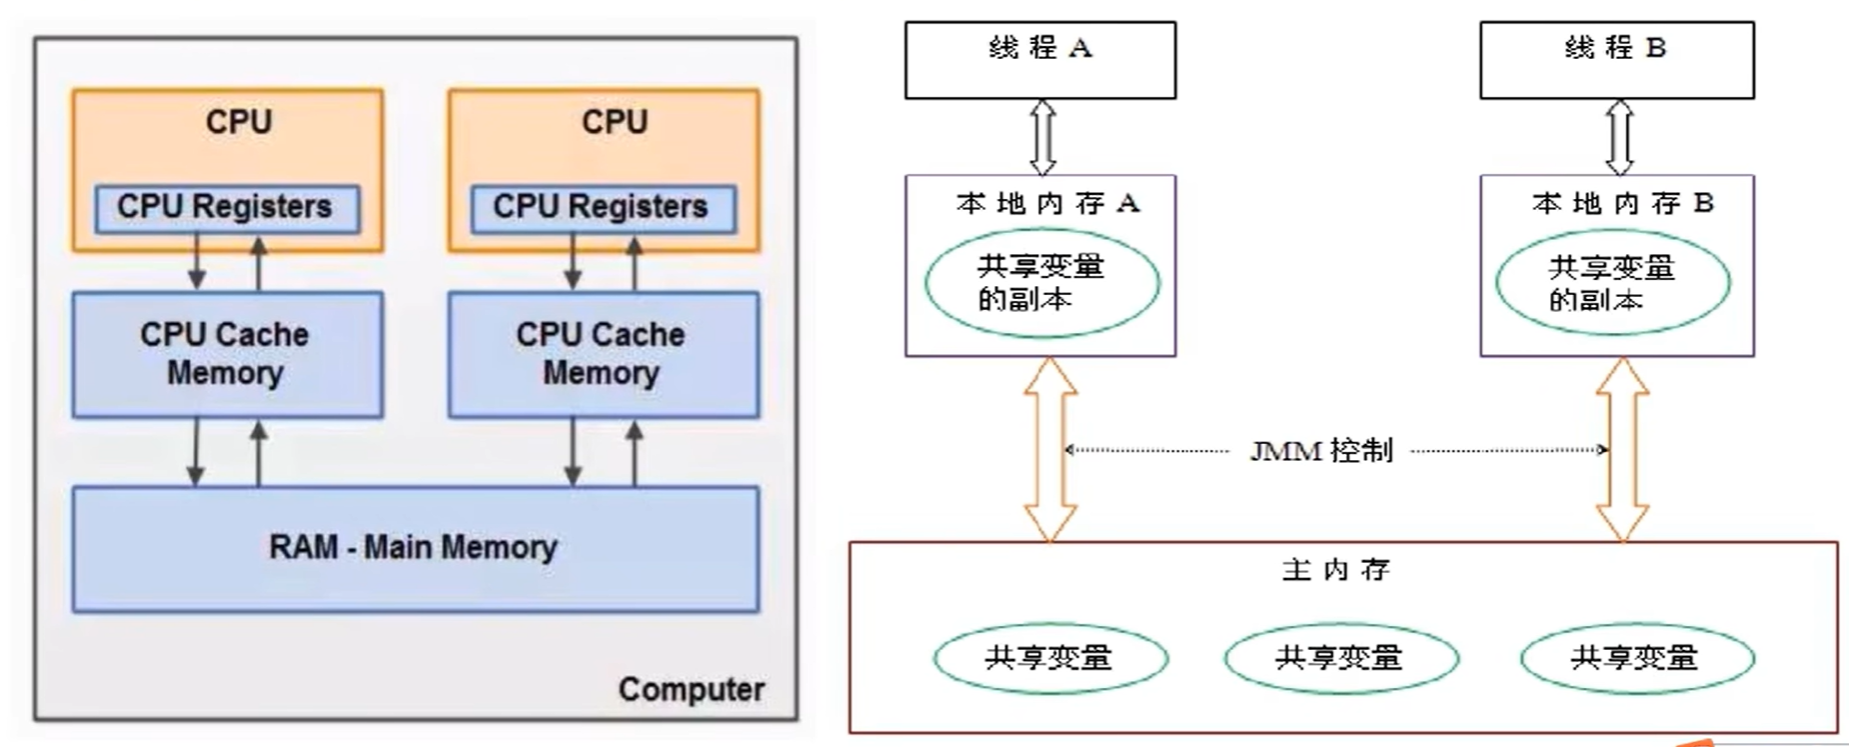 CPU
CPU Registers
CPU Cache
Memory
CPU
CPU Registers
CPU Cache
Memory
RAM - Main Memory
Computer
线程 A
本地内存 A
共享变量
的副本
线程 B
本地内存 B
共享变量
的副本
JMM 控制
主内存
共享变量
共享变量
共享变量